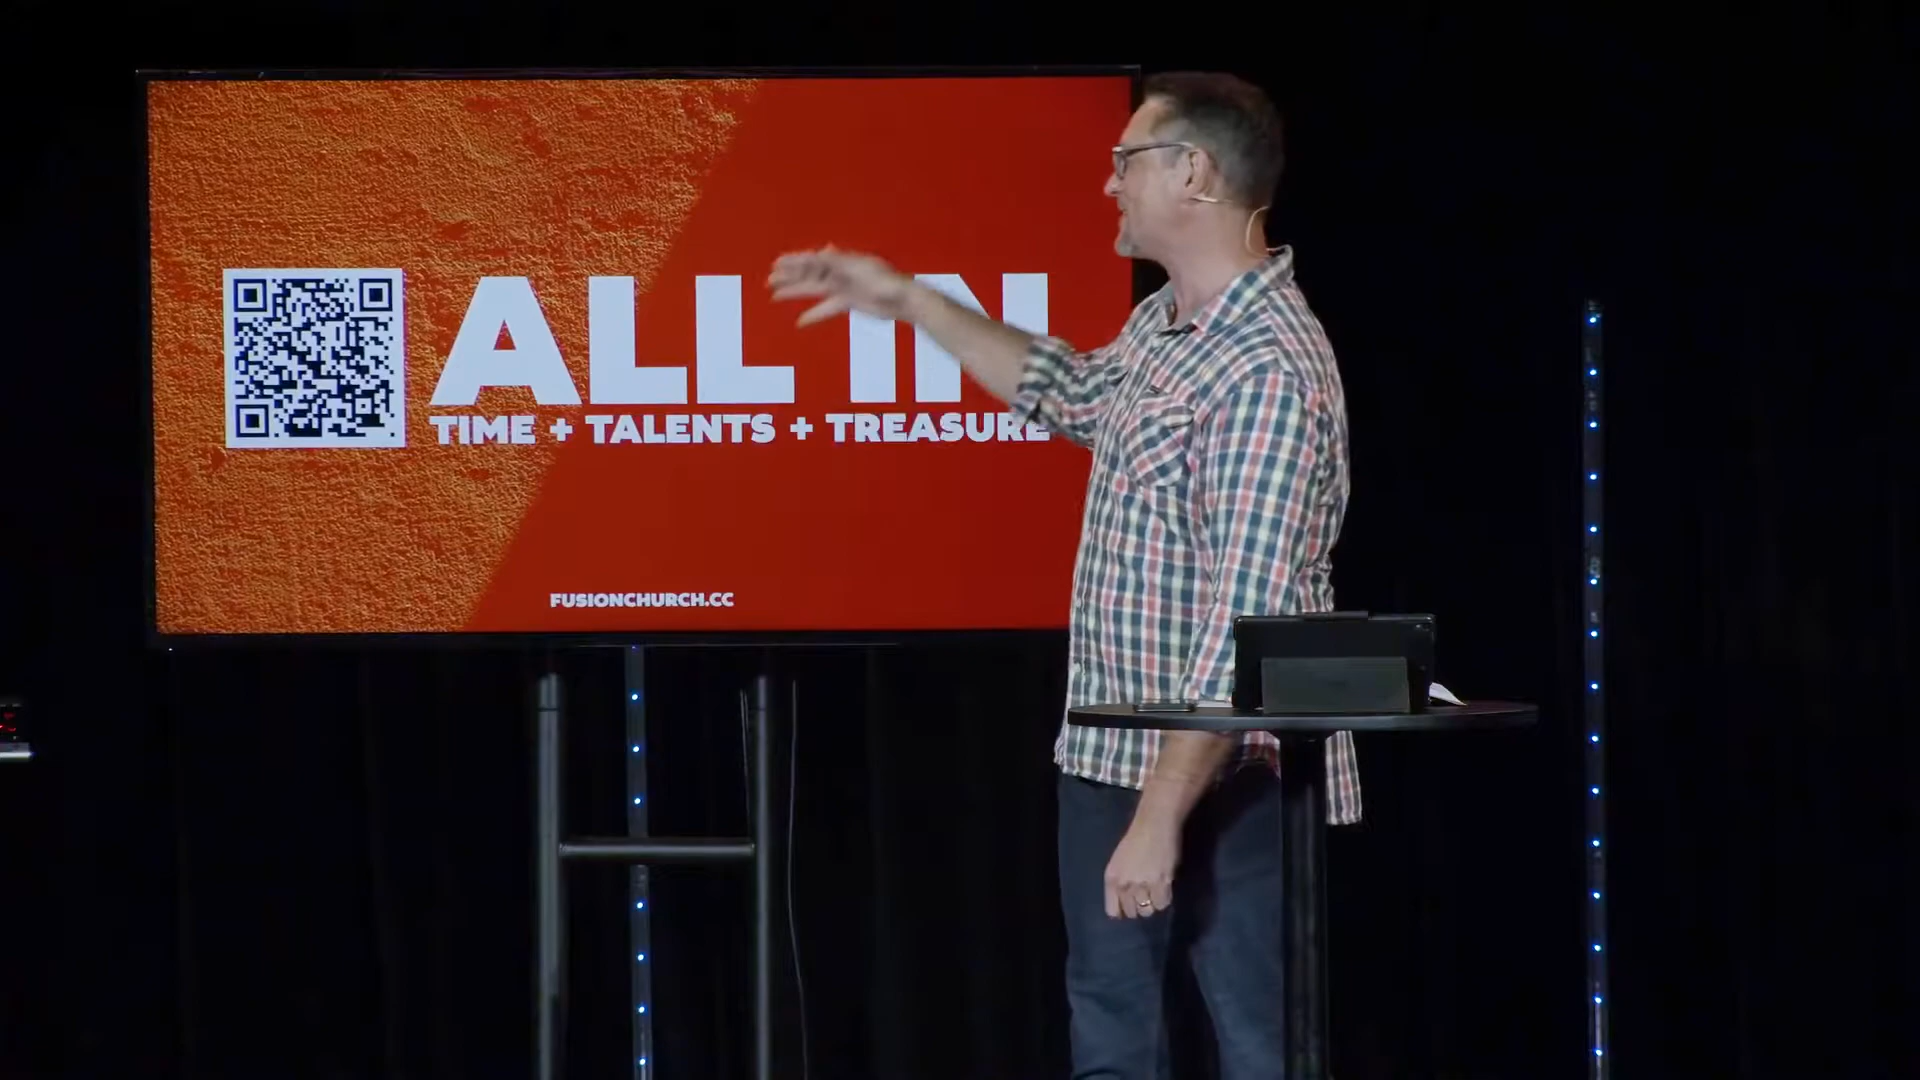 ALL IN
TIME + TALENTS + TREASURE
FUSIONCHURCH.CC